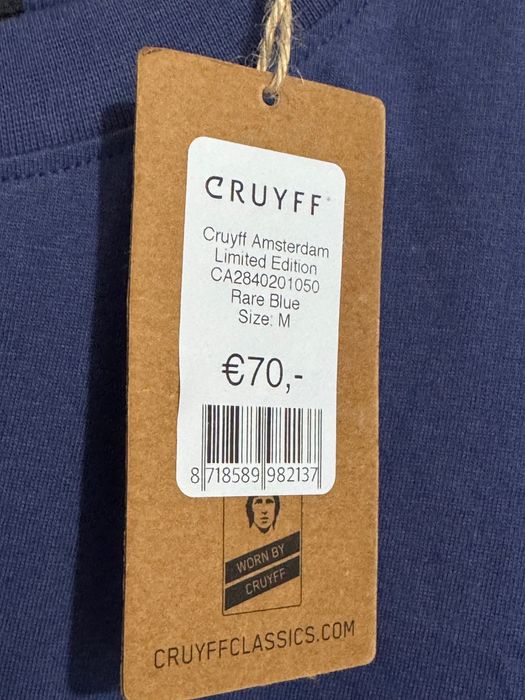 CRUYFF
Cruyff Amsterdam
Limited Edition
CA2840201050
Rare Blue
Size: M
€70,-
8 718589 982137
WORN BY
CRUYFF
CRUYFFCLASSICS.COM